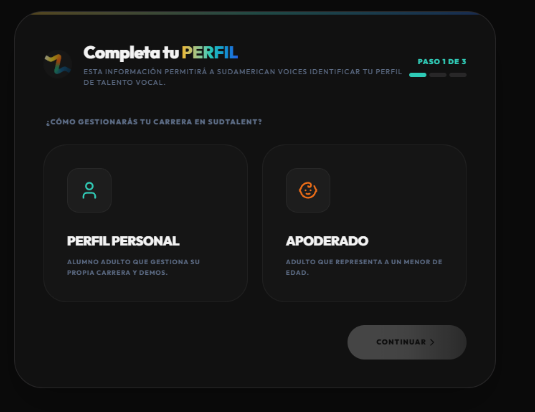 Completa tu PERFIL
ESTA INFORMACIÓN PERMITIRÁ A SUDAMERICAN VOICES IDENTIFICAR TU PERFIL
DE TALENTO VOCAL.
PASO 1 DE 3
¿CÓMO GESTIONARÁS TU CARRERA EN SUDTALENT?
PERFIL PERSONAL
ALUMNO ADULTO QUE GESTIONA SU
PROPIA CARRERA Y DEMOS.
APODERADO
ADULTO QUE REPRESENTA A UN MENOR DE
EDAD.
CONTINUAR >